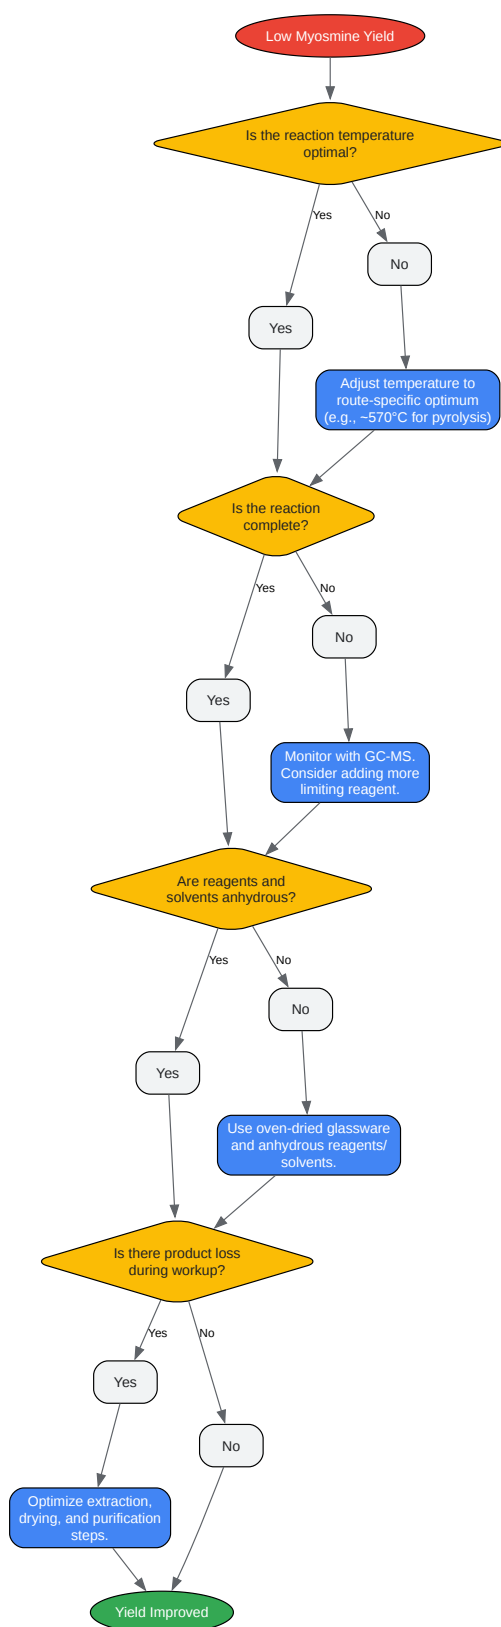 Low Myosmine Yield
Is the reaction temperature
optimal?
Yes
No
No
Yes
Adjust temperature to
route-specific optimum
(e.g., ~570°C for pyrolysis)
Is the reaction
complete?
Yes
No
No
Yes
Monitor with GC-MS.
Consider adding more
limiting reagent.
Are reagents and
solvents anhydrous?
Yes
No
No
Yes
Use oven-dried glassware
and anhydrous reagents/
solvents.
Is there product loss
during workup?
Yes
No
Yes
No
Optimize extraction,
drying, and purification
steps.
Yield Improved